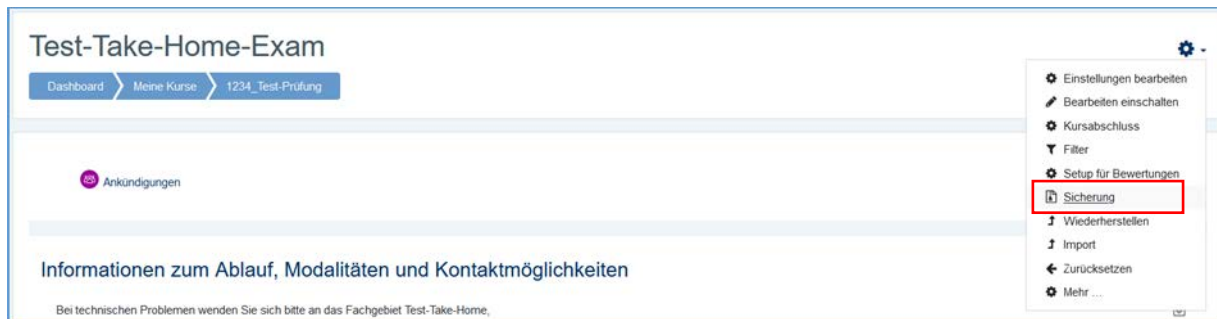 Test-Take-Home-Exam
Dashboard
Meine Kurse
1234_Test-Prüfung
Einstellungen bearbeiten
Bearbeiten einschalten
Kursabschluss
Filter
Setup für Bewertungen
Sicherung
Wiederherstellen
Import
Zurücksetzen
Mehr ...
Ankündigungen
Informationen zum Ablauf, Modalitäten und Kontaktmöglichkeiten
Bei technischen Problemen wenden Sie sich bitte an das Fachgebiet Test-Take-Home,